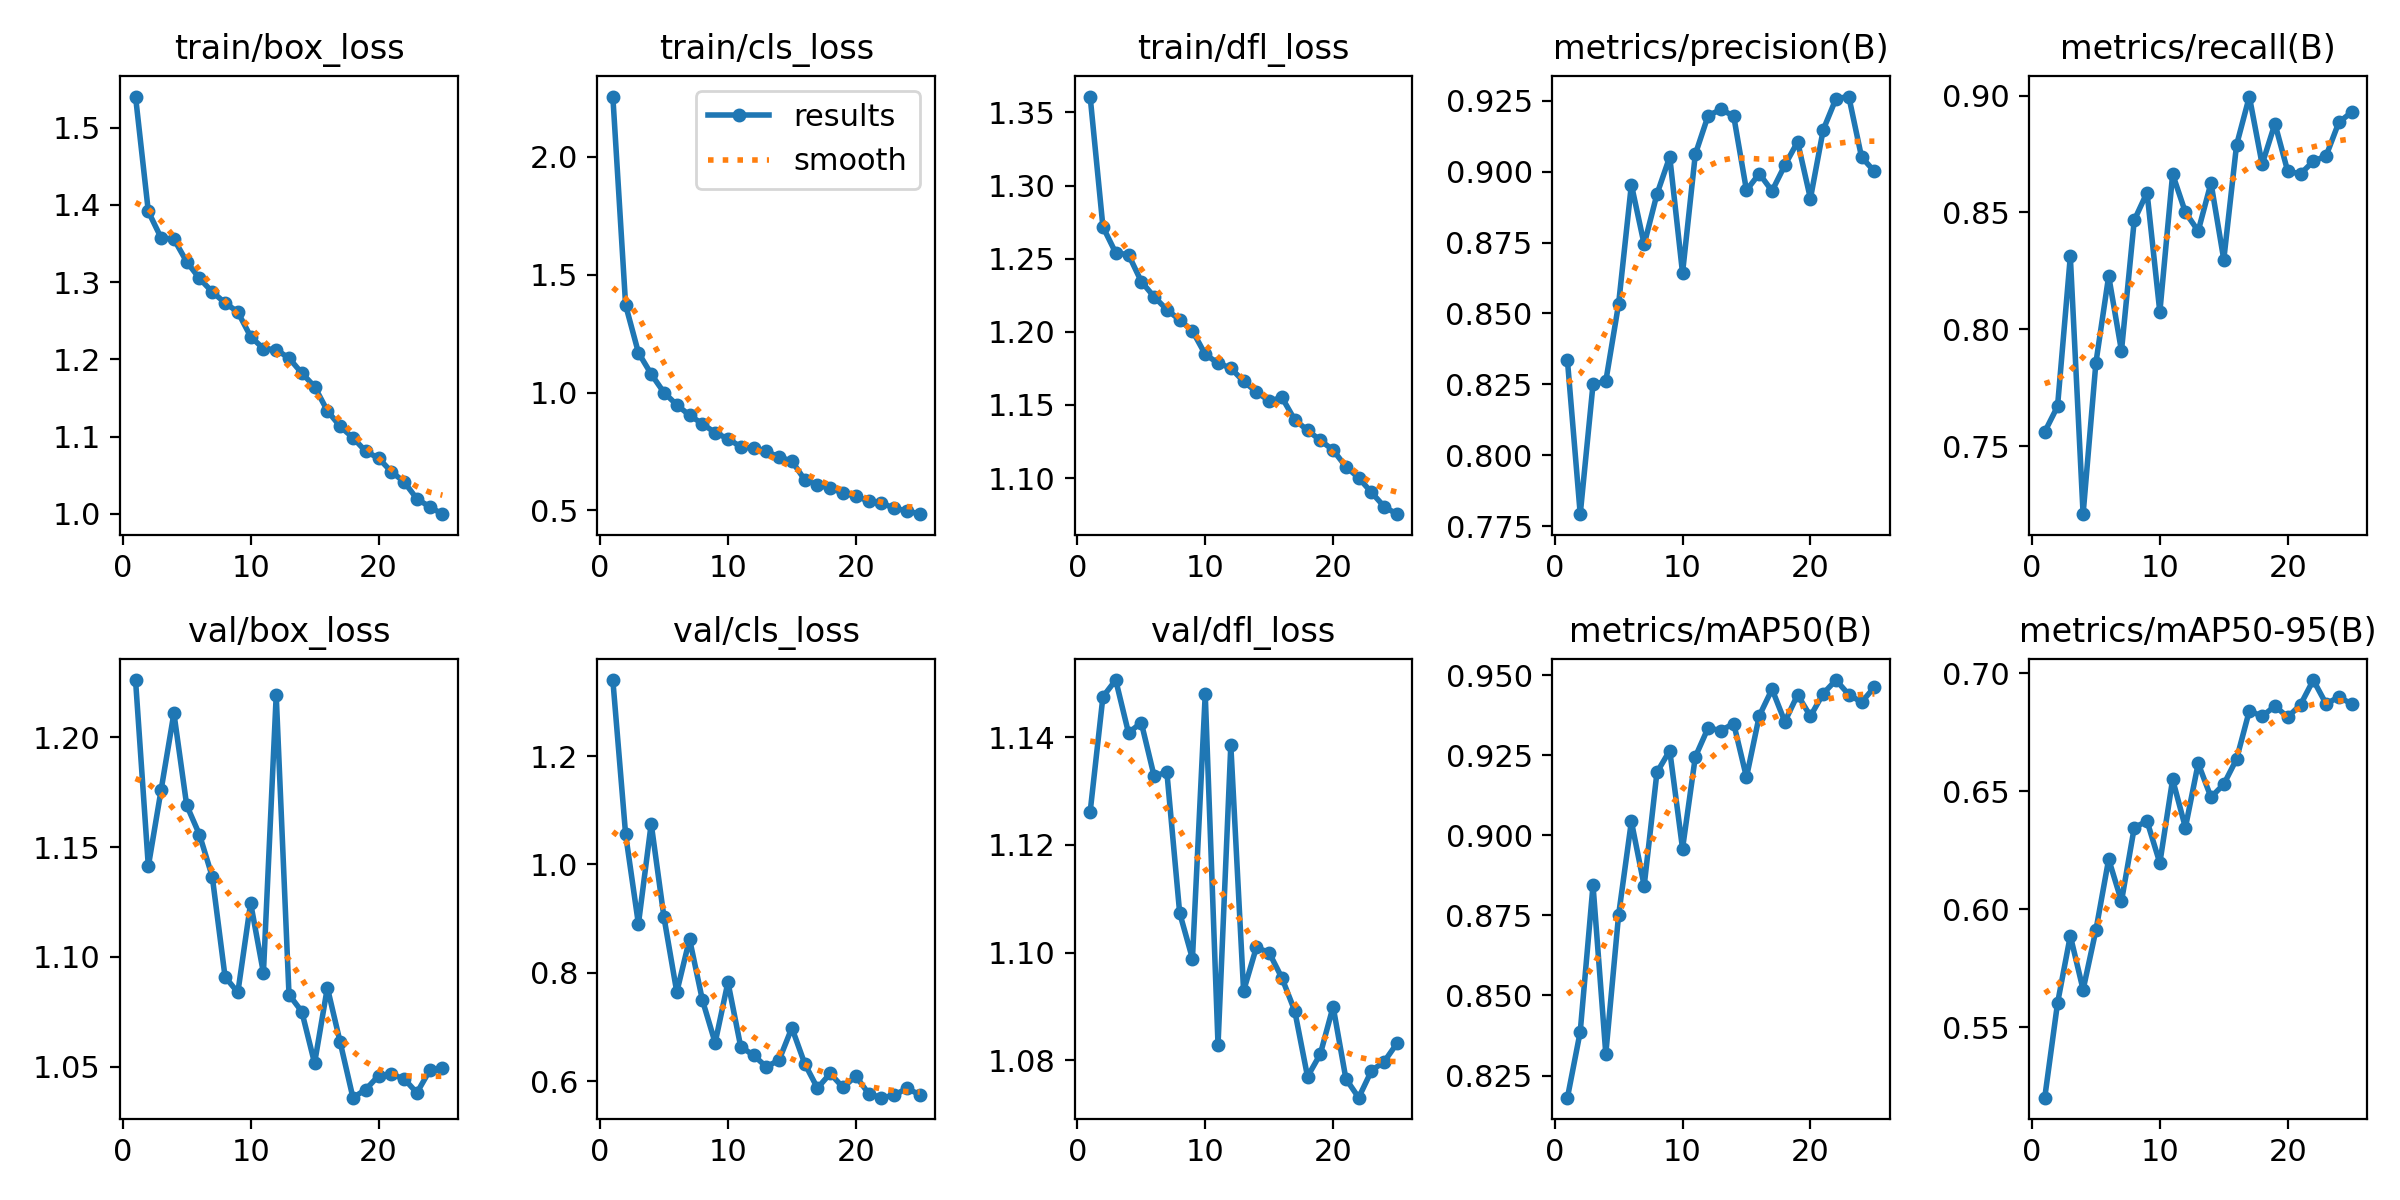 train/box_loss
1.5
1.4
1.3
1.2
1.1
1.0
0 10 20
train/cls_loss
results
smooth
2.0
1.5
1.0
0.5
0 10 20
train/dfl_loss
1.35
1.30
1.25
1.20
1.15
1.10
0 10 20
metrics/precision(B)
0.925
0.900
0.875
0.850
0.825
0.800
0.775
0 10 20
metrics/recall(B)
0.90
0.85
0.80
0.75
0 10 20
val/box_loss
1.20
1.15
1.10
1.05
0 10 20
val/cls_loss
1.2
1.0
0.8
0.6
0 10 20
val/dfl_loss
1.14
1.12
1.10
1.08
0 10 20
metrics/mAP50(B)
0.950
0.925
0.900
0.875
0.850
0.825
0 10 20
metrics/mAP50-95(B)
0.70
0.65
0.60
0.55
0 10 20